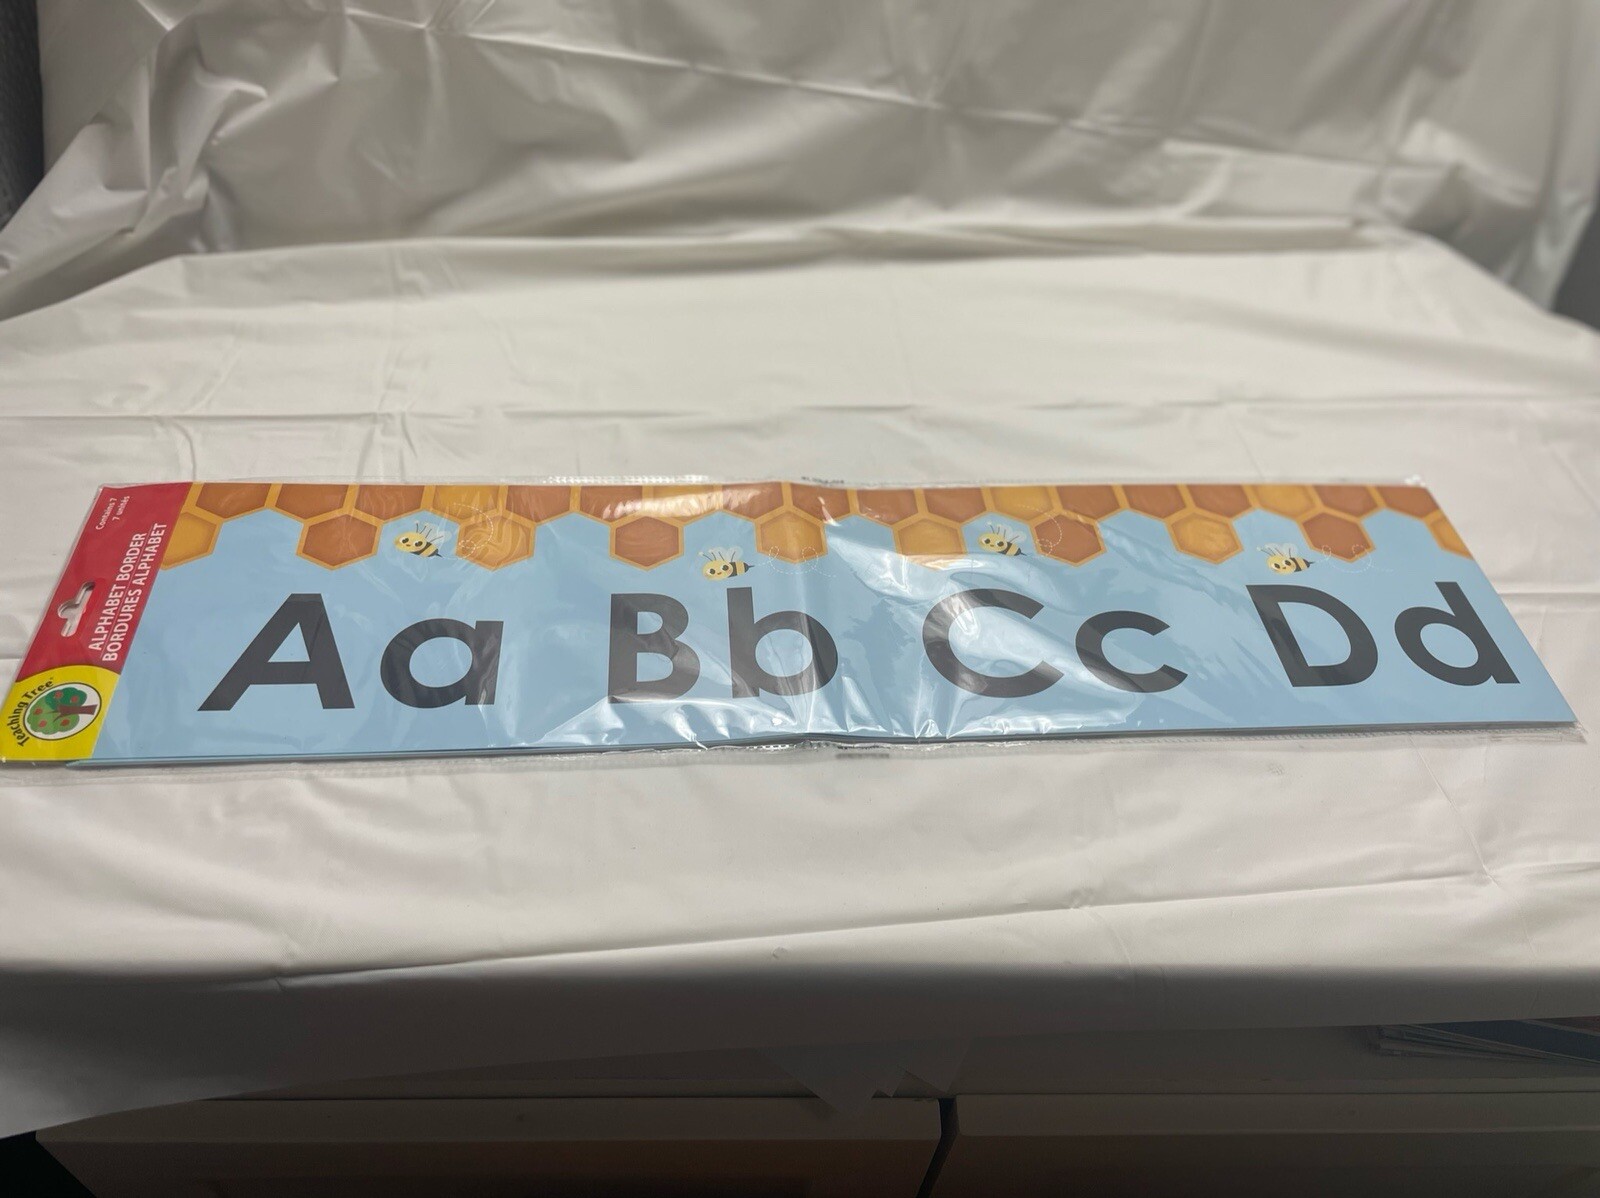 Contains 7
7 unités
ALPHABET BORDER
BORDURES ALPHABET
Teaching Tree
Aa Bb Cc Dd